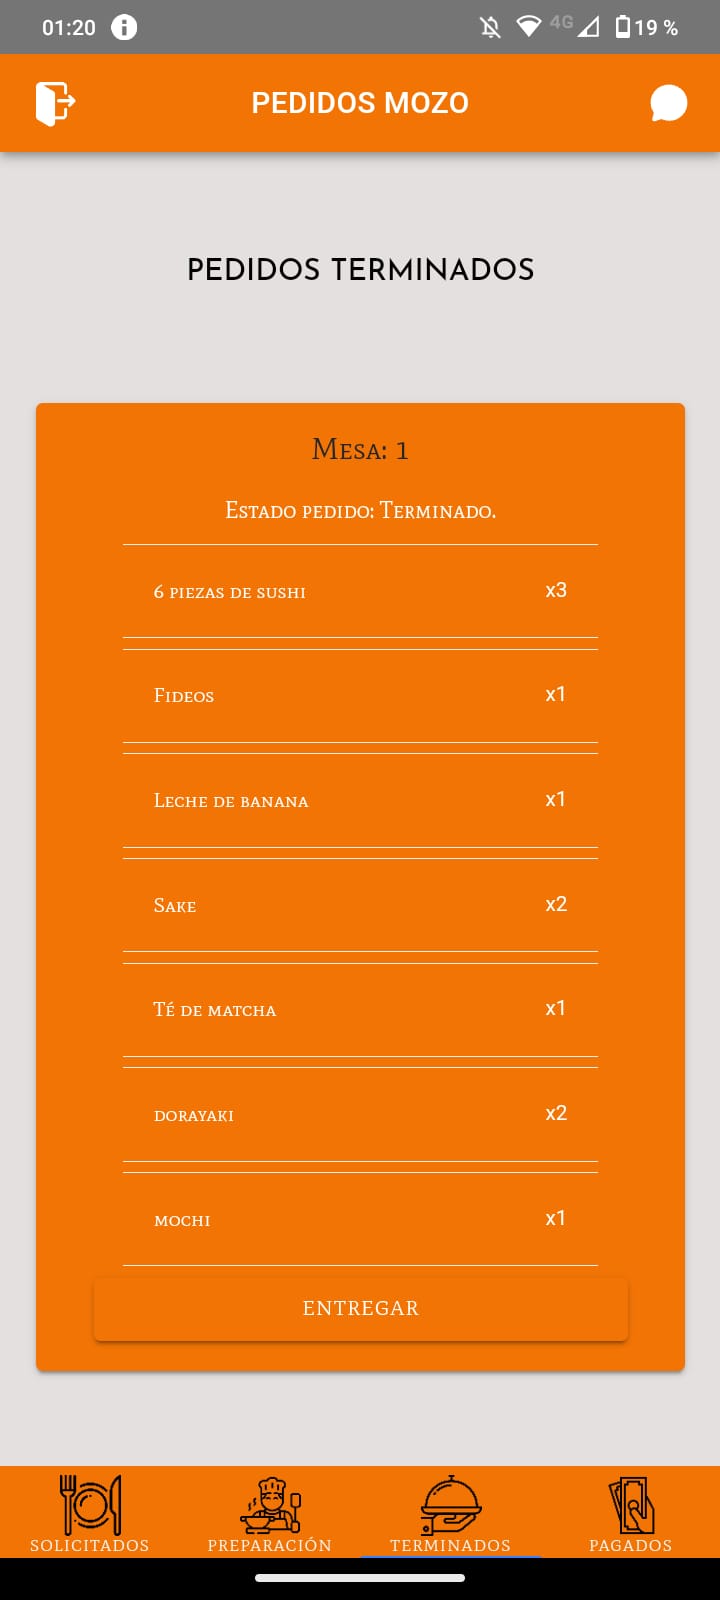 01:20 4G 19 %
PEDIDOS MOZO
PEDIDOS TERMINADOS
Mesa: 1
Estado pedido: Terminado.
6 piezas de sushi x3
Fideos x1
Leche de banana x1
Sake x2
Té de matcha x1
dorayaki x2
mochi x1
ENTREGAR
SOLICITADOS PREPARACIÓN TERMINADOS PAGADOS